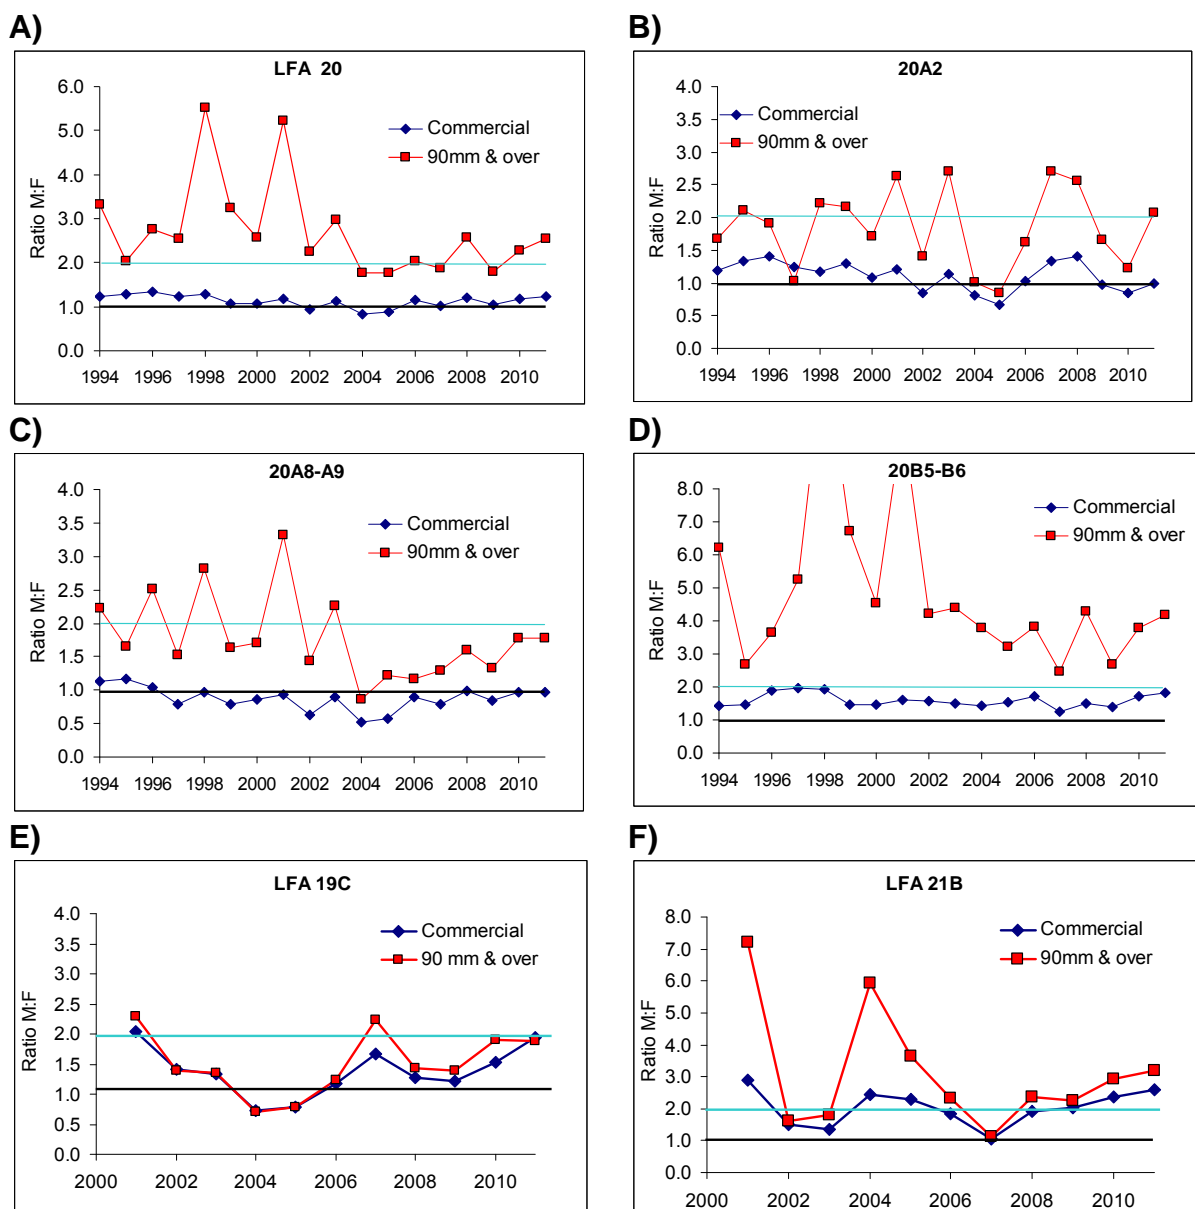 A)
LFA 20
6.0
5.0
4.0
3.0
2.0
1.0
0.0
Ratio M:F
Commercial
90mm & over
1994 1996 1998 2000 2002 2004 2006 2008 2010
B)
20A2
4.0
3.5
3.0
2.5
2.0
1.5
1.0
0.5
0.0
Ratio M:F
Commercial
90mm & over
1994 1996 1998 2000 2002 2004 2006 2008 2010
C)
20A8-A9
4.0
3.5
3.0
2.5
2.0
1.5
1.0
0.5
0.0
Ratio M:F
Commercial
90mm & over
1994 1996 1998 2000 2002 2004 2006 2008 2010
D)
20B5-B6
8.0
7.0
6.0
5.0
4.0
3.0
2.0
1.0
0.0
Ratio M:F
Commercial
90mm & over
1994 1996 1998 2000 2002 2004 2006 2008 2010
E)
LFA 19C
4.0
3.5
3.0
2.5
2.0
1.5
1.0
0.5
0.0
Ratio M:F
Commercial
90 mm & over
2000 2002 2004 2006 2008 2010
F)
LFA 21B
8.0
7.0
6.0
5.0
4.0
3.0
2.0
1.0
0.0
Ratio M:F
Commercial
90mm & over
2000 2002 2004 2006 2008 2010